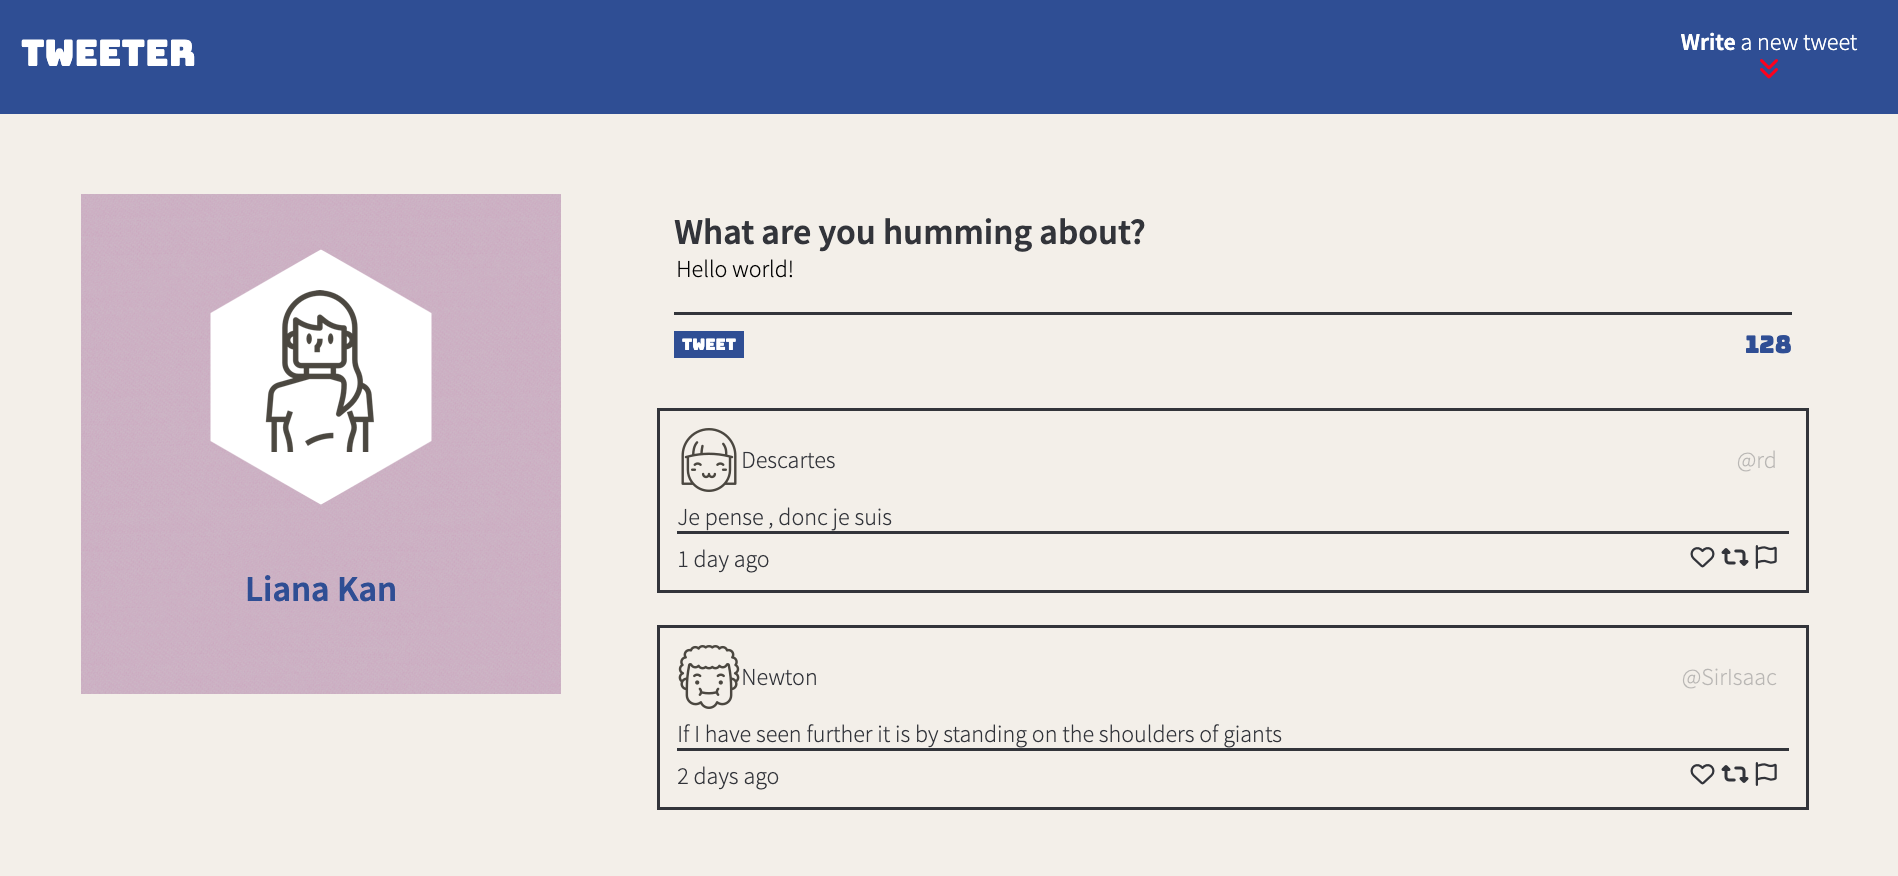 TWEETER
Write a new tweet
Liana Kan
What are you humming about?
Hello world!
TWEET
128
Descartes
@rd
Je pense , donc je suis
1 day ago
Newton
@SirIsaac
If I have seen further it is by standing on the shoulders of giants
2 days ago